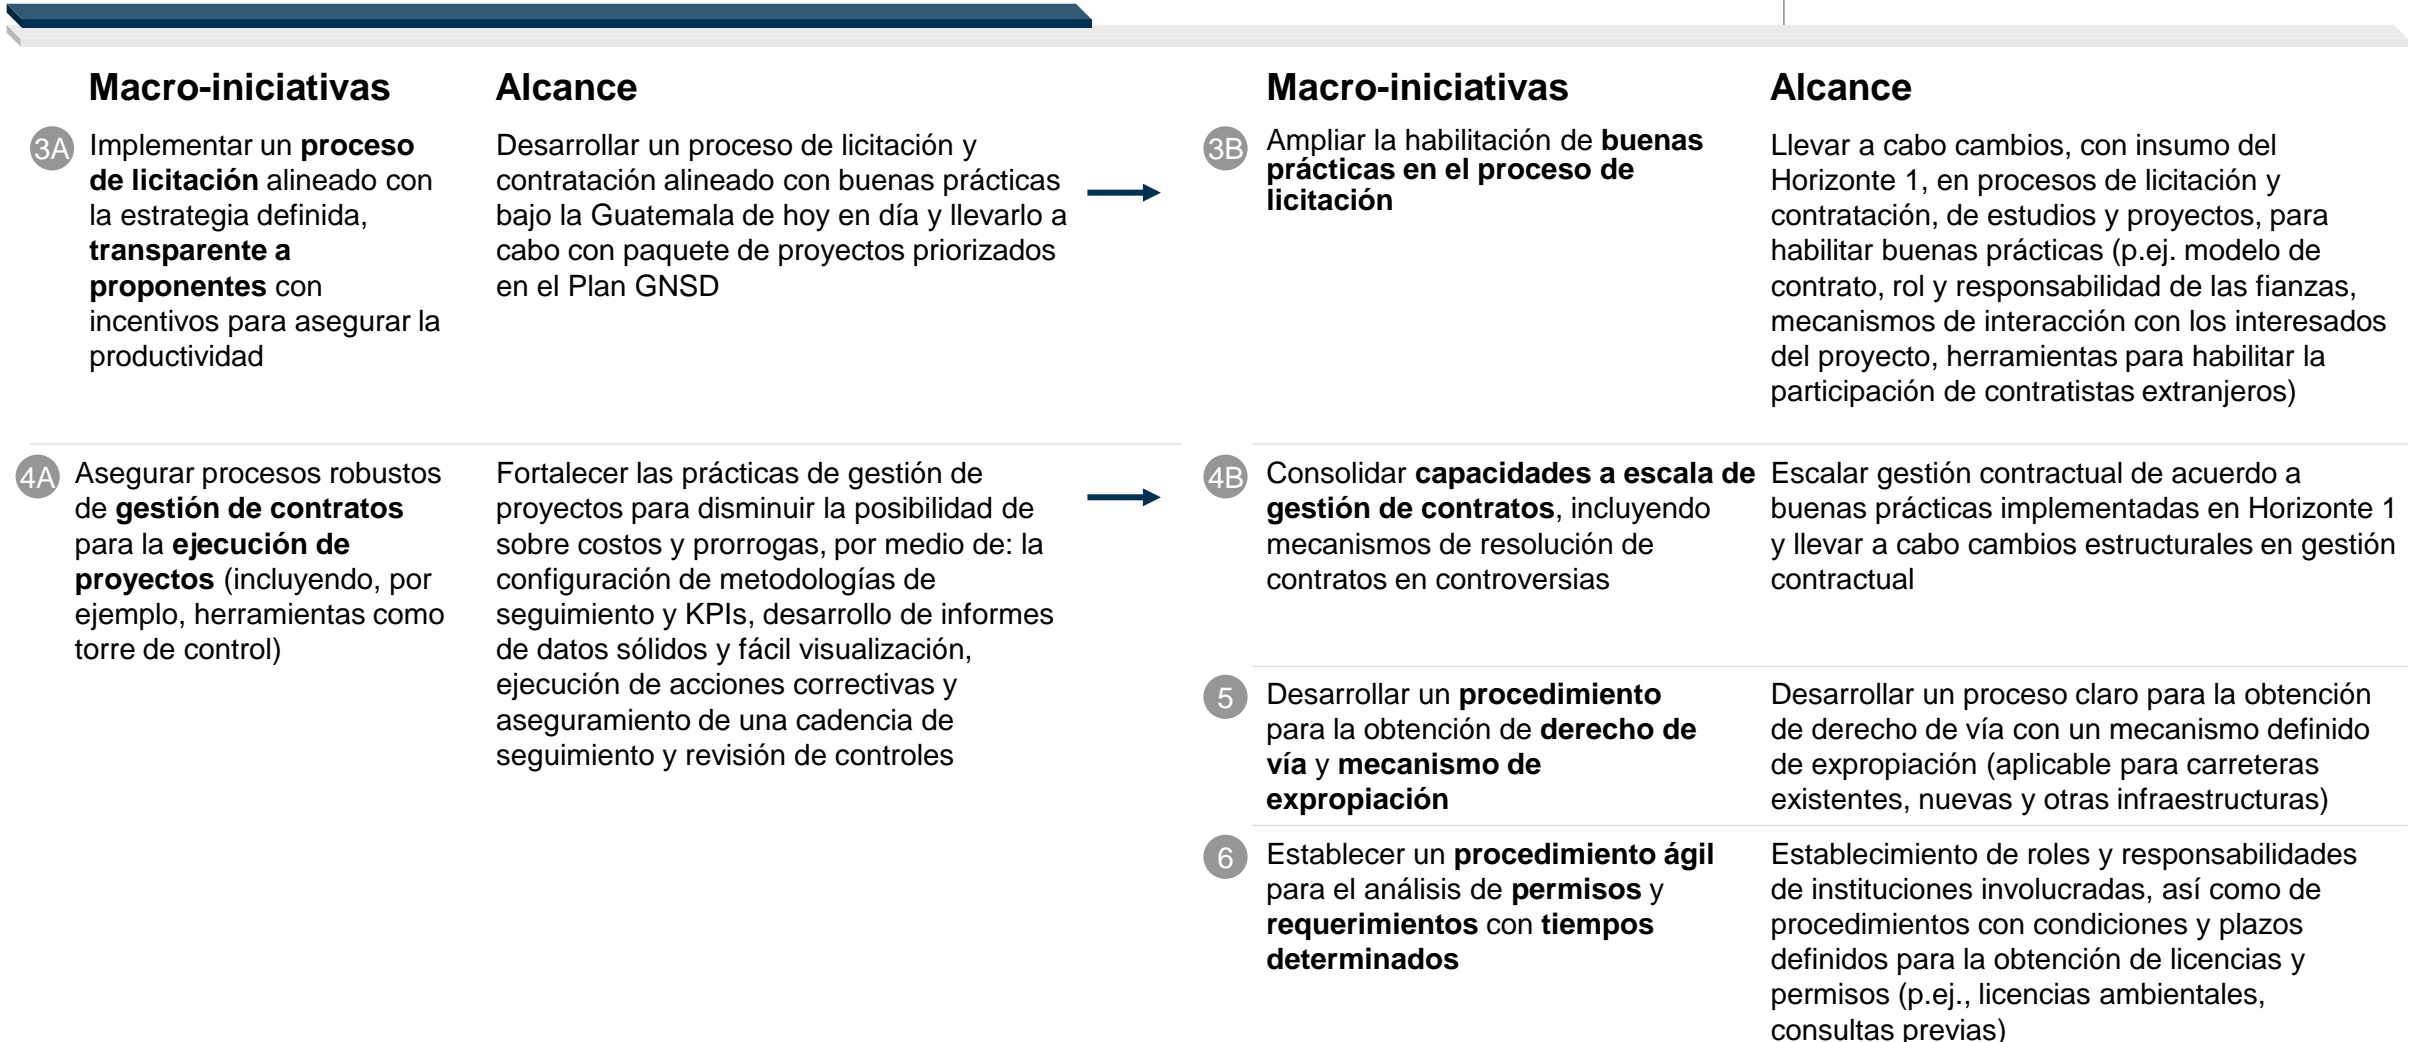 Macro-iniciativas
Alcance
3A
Implementar un proceso
de licitación alineado con
la estrategia definida,
transparente a
proponentes con
incentivos para asegurar la
productividad
Desarrollar un proceso de licitación y
contratación alineado con buenas prácticas
bajo la Guatemala de hoy en día y llevarlo a
cabo con paquete de proyectos priorizados
en el Plan GNSD
4A
Asegurar procesos robustos
de gestión de contratos
para la ejecución de
proyectos (incluyendo, por
ejemplo, herramientas como
torre de control)
Fortalecer las prácticas de gestión de
proyectos para disminuir la posibilidad de
sobre costos y prorrogas, por medio de: la
configuración de metodologías de
seguimiento y KPIs, desarrollo de informes
de datos sólidos y fácil visualización,
ejecución de acciones correctivas y
aseguramiento de una cadencia de
seguimiento y revisión de controles
Macro-iniciativas
Alcance
3B
Ampliar la habilitación de buenas
prácticas en el proceso de
licitación
Llevar a cabo cambios, con insumo del
Horizonte 1, en procesos de licitación y
contratación, de estudios y proyectos, para
habilitar buenas prácticas (p.ej. modelo de
contrato, rol y responsabilidad de las fianzas,
mecanismos de interacción con los interesados
del proyecto, herramientas para habilitar la
participación de contratistas extranjeros)
4B
Consolidar capacidades a escala de
gestión de contratos, incluyendo
mecanismos de resolución de
contratos en controversias
Escalar gestión contractual de acuerdo a
buenas prácticas implementadas en Horizonte 1
y llevar a cabo cambios estructurales en gestión
contractual
5
Desarrollar un procedimiento
para la obtención de derecho de
vía y mecanismo de
expropiación
Desarrollar un proceso claro para la obtención
de derecho de vía con un mecanismo definido
de expropiación (aplicable para carreteras
existentes, nuevas y otras infraestructuras)
6
Establecer un procedimiento ágil
para el análisis de permisos y
requerimientos con tiempos
determinados
Establecimiento de roles y responsabilidades
de instituciones involucradas, así como de
procedimientos con condiciones y plazos
definidos para la obtención de licencias y
permisos (p.ej., licencias ambientales,
consultas previas)